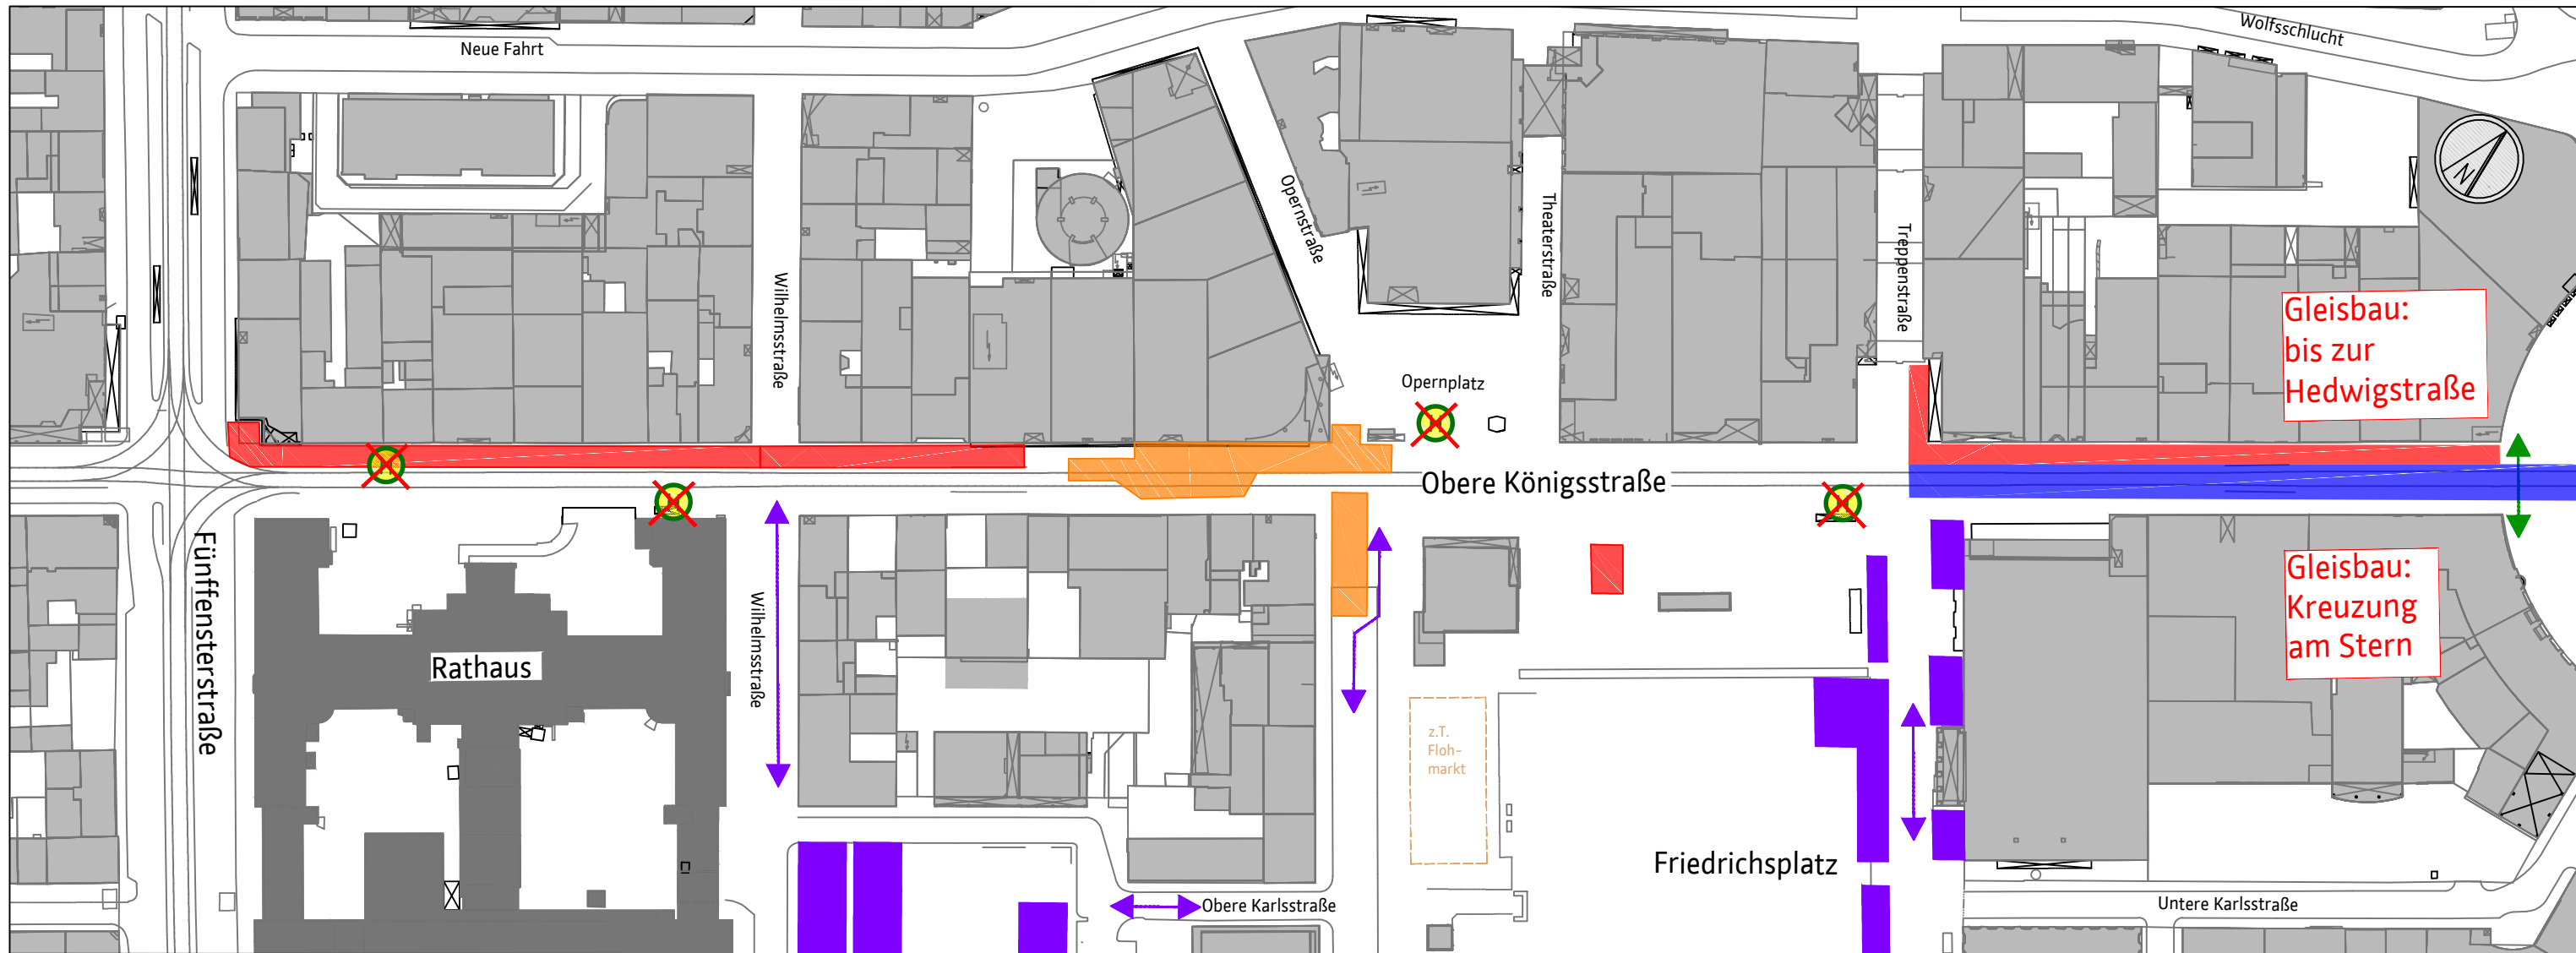 Neue Fahrt
Wolfsschlucht
N
Opernstraße
Theaterstraße
Treppenstraße
Wilhelmsstraße
Gleisbau:
bis zur
Hedwigstraße
Opernplatz
Obere Königsstraße
Fünffensterstraße
Rathaus
Wilhelmsstraße
Gleisbau:
Kreuzung
am Stern
z.T.
Floh-
markt
Friedrichsplatz
Obere Karlsstraße
Untere Karlsstraße